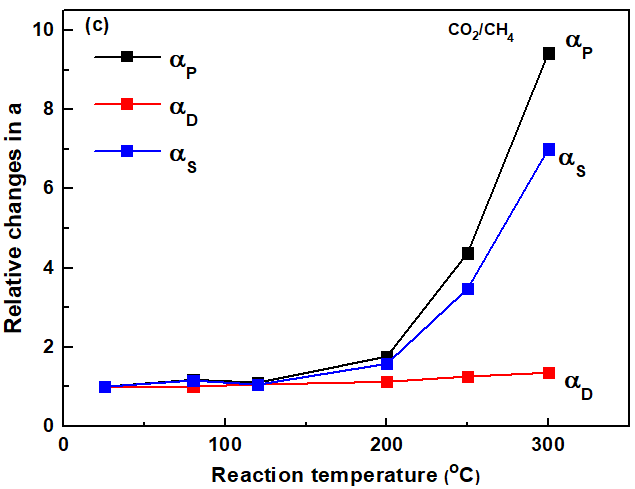 (c)
CO₂/CH₄
αP
αD
αS
αP
αS
αD
10
8
6
4
2
0
0
100
200
300
Relative changes in a
Reaction temperature (°C)